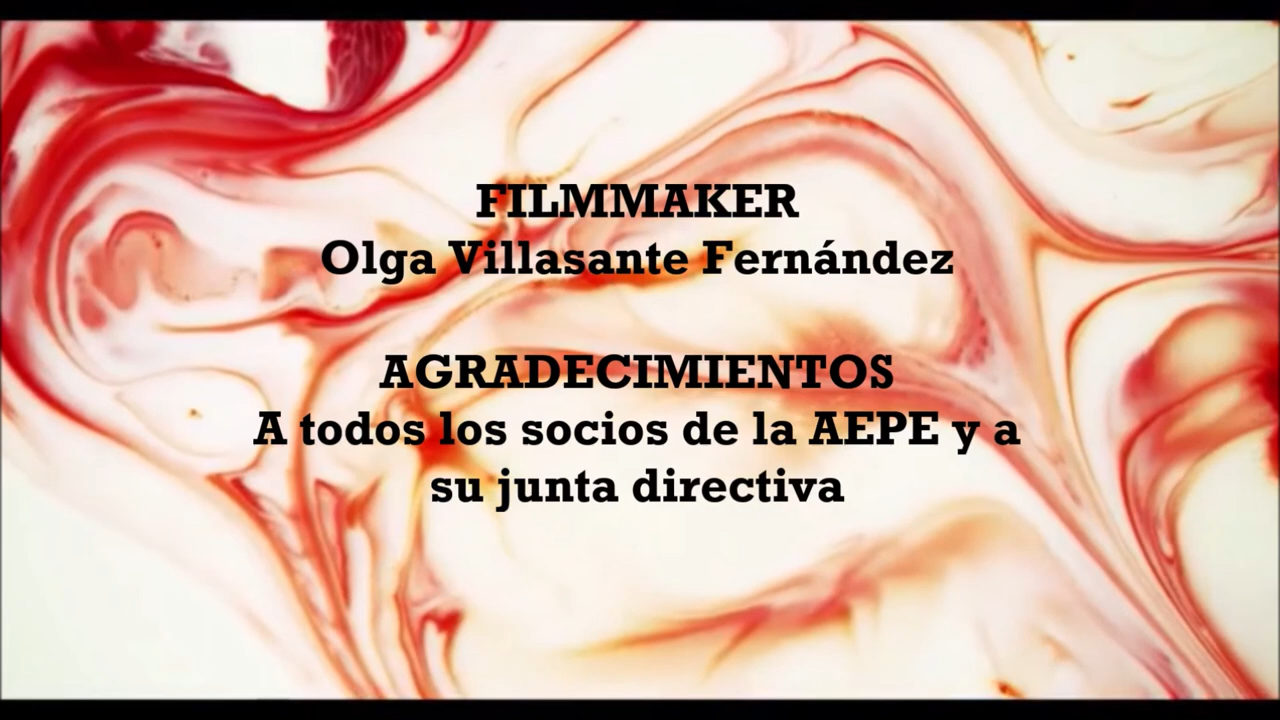 FILMMAKER
Olga Villasante Fernández
AGRADECIMIENTOS
A todos los socios de la AEPE y a
su junta directiva